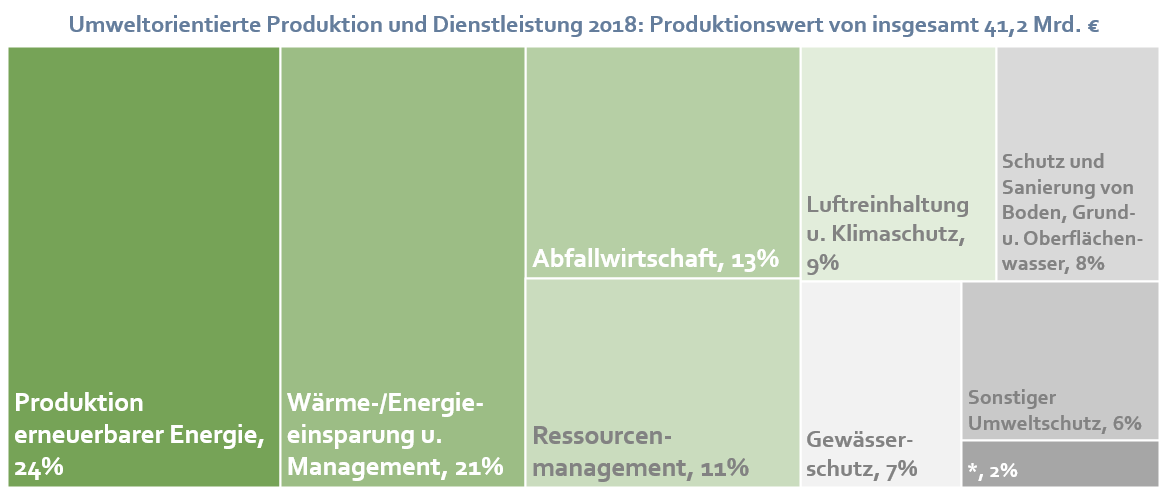 Umweltorientierte Produktion und Dienstleistung 2018: Produktionswert von insgesamt 41,2 Mrd. €
Produktion
erneuerbarer Energie,
24%
Wärme-/Energie-
einsparung u.
Management, 21%
Abfallwirtschaft, 13%
Ressourcen-
management, 11%
Luftreinhaltung
u. Klimaschutz,
9%
Schutz und
Sanierung von
Boden, Grund-
u. Oberflächen-
wasser, 8%
Gewässer-
schutz, 7%
Sonstiger
Umweltschutz, 6%
*, 2%